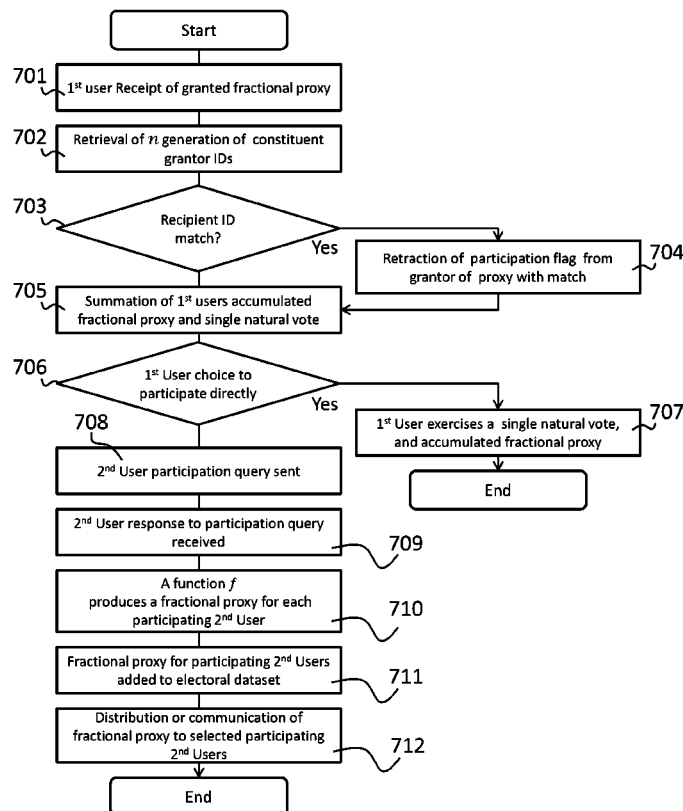 Start
701
1st user Receipt of granted fractional proxy
702
Retrieval of n generation of constituent
grantor IDs
703
Recipient ID
match?
Yes
Retraction of participation flag from
grantor of proxy with match
704
705
Summation of 1st users accumulated
fractional proxy and single natural vote
706
1st User choice to
participate directly
Yes
1st User exercises a single natural vote,
and accumulated fractional proxy
707
End
708
2nd User participation query sent
2nd User response to participation query
received
709
A function f
produces a fractional proxy for each
participating 2nd User
710
Fractional proxy for participating 2nd Users
added to electoral dataset
711
Distribution or communication of
fractional proxy to selected participating
2nd Users
712
End